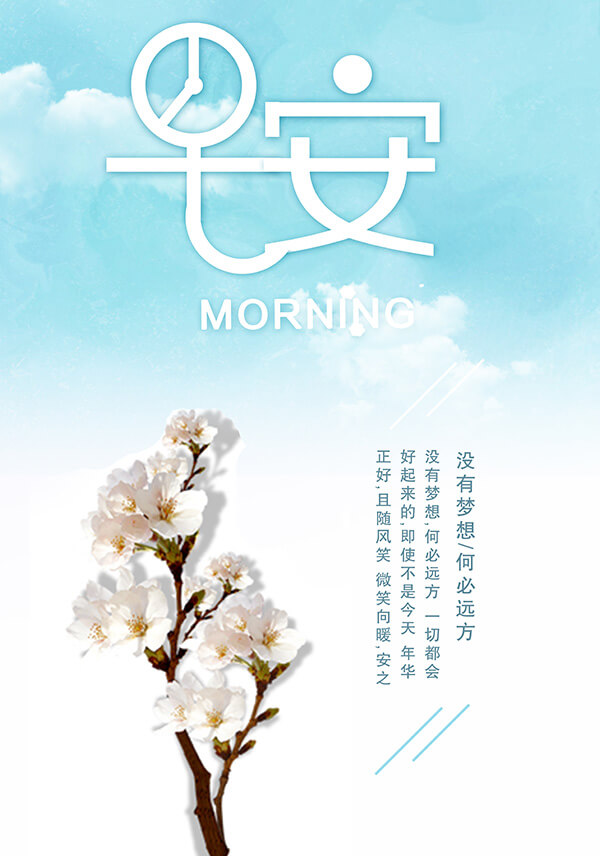 早安
MORNING
没有梦想/何必远方
没有梦想,何必远方 一切都会
好起来的,即使不是今天 年华
正好,且随风笑 微笑向暖,安之